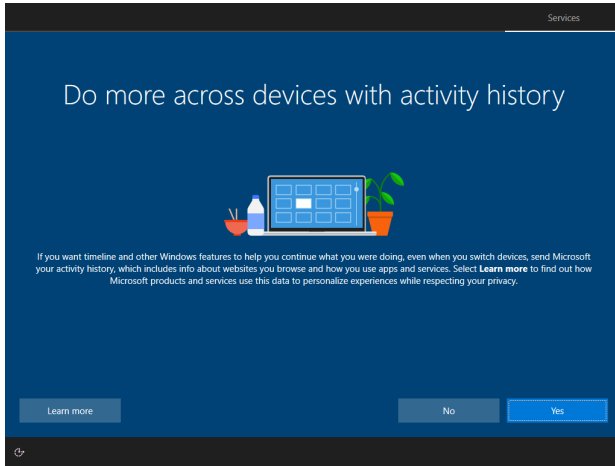 Services
Do more across devices with activity history
If you want timeline and other Windows features to help you continue what you were doing, even when you switch devices, send Microsoft
your activity history, which includes info about websites you browse and how you use apps and services. Select Learn more to find out how
Microsoft products and services use this data to personalize experiences while respecting your privacy.
Learn more
No
Yes